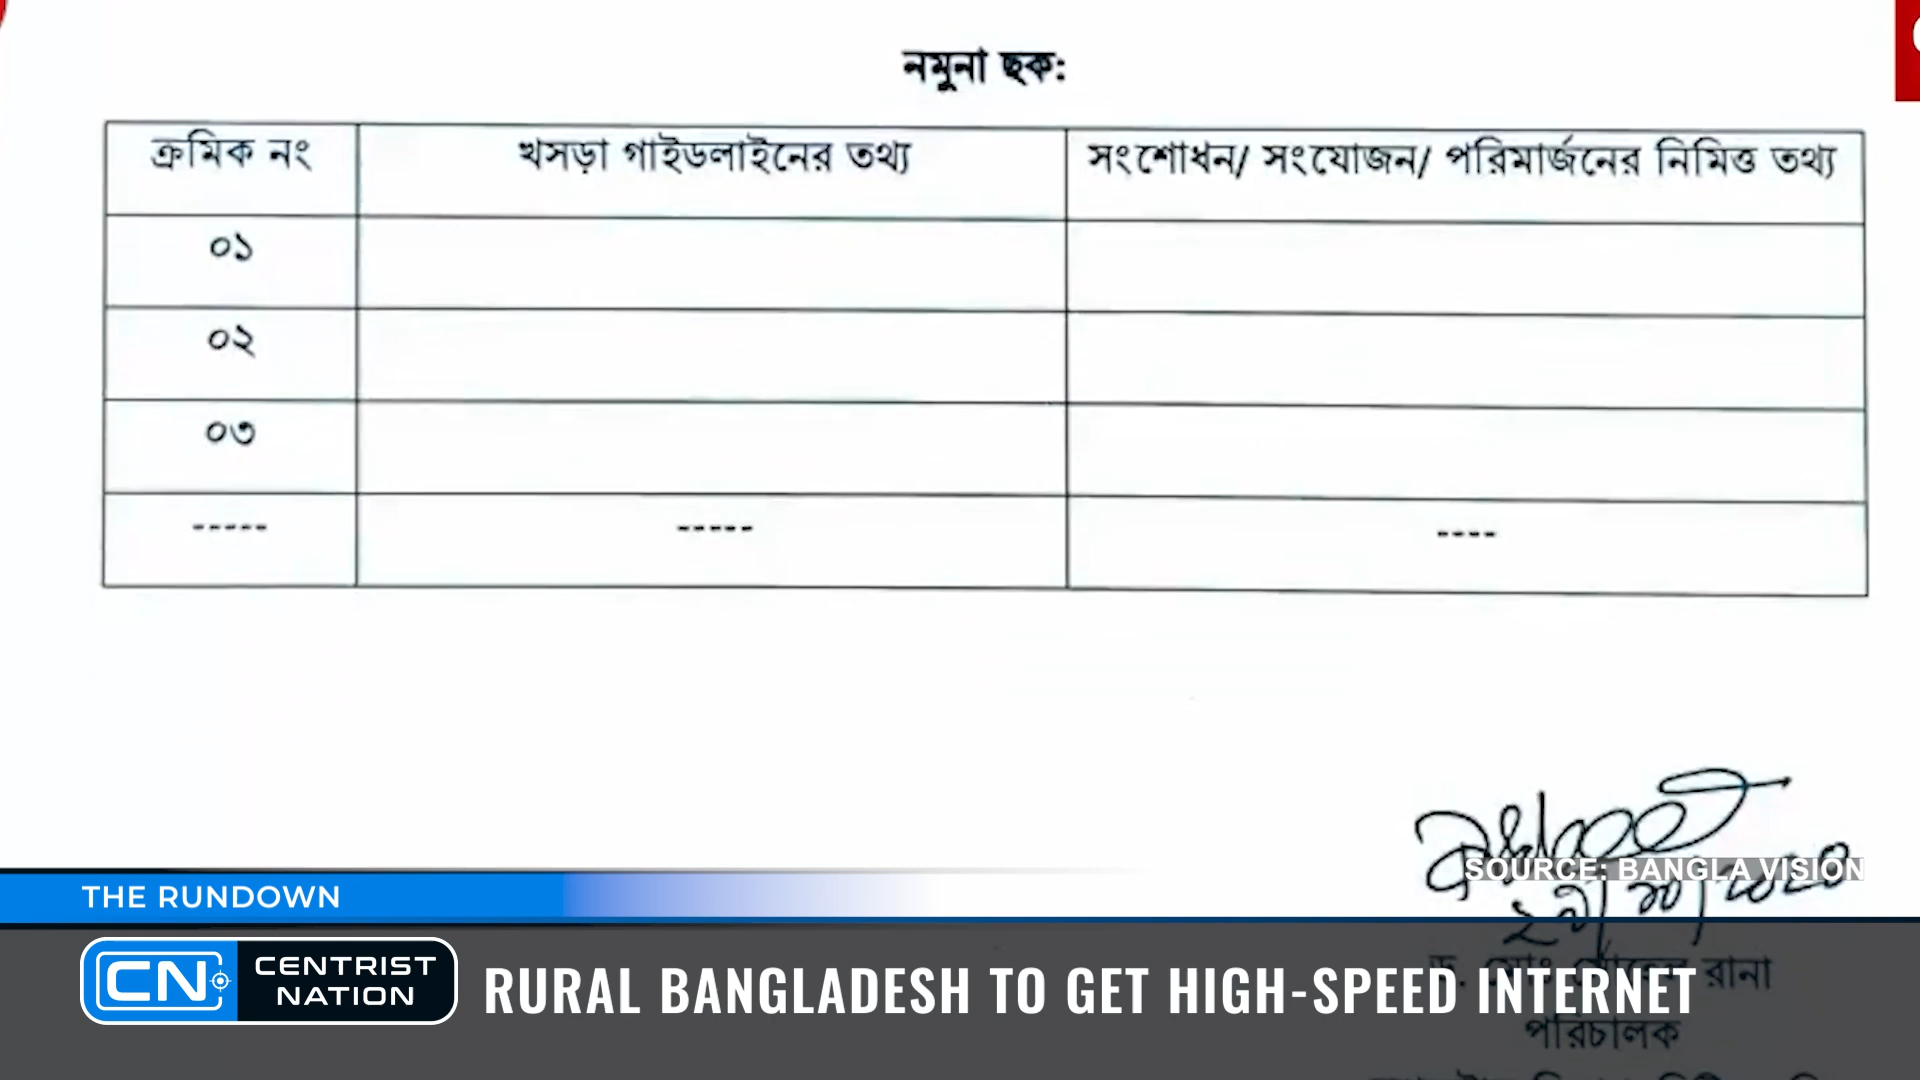 নমুনা ছক:
ক্রমিক নং
খসড়া গাইডলাইনের তথ্য
সংশোধন/ সংযোজন/ পরিমার্জনের নিমিত্ত তথ্য
০১
০২
০৩
-----
-----
----
SOURCE: BANGLA VISION
THE RUNDOWN
CN
CENTRIST
NATION
RURAL BANGLADESH TO GET HIGH-SPEED INTERNET
ড. মোঃ সোহেল রানা
পরিচালক